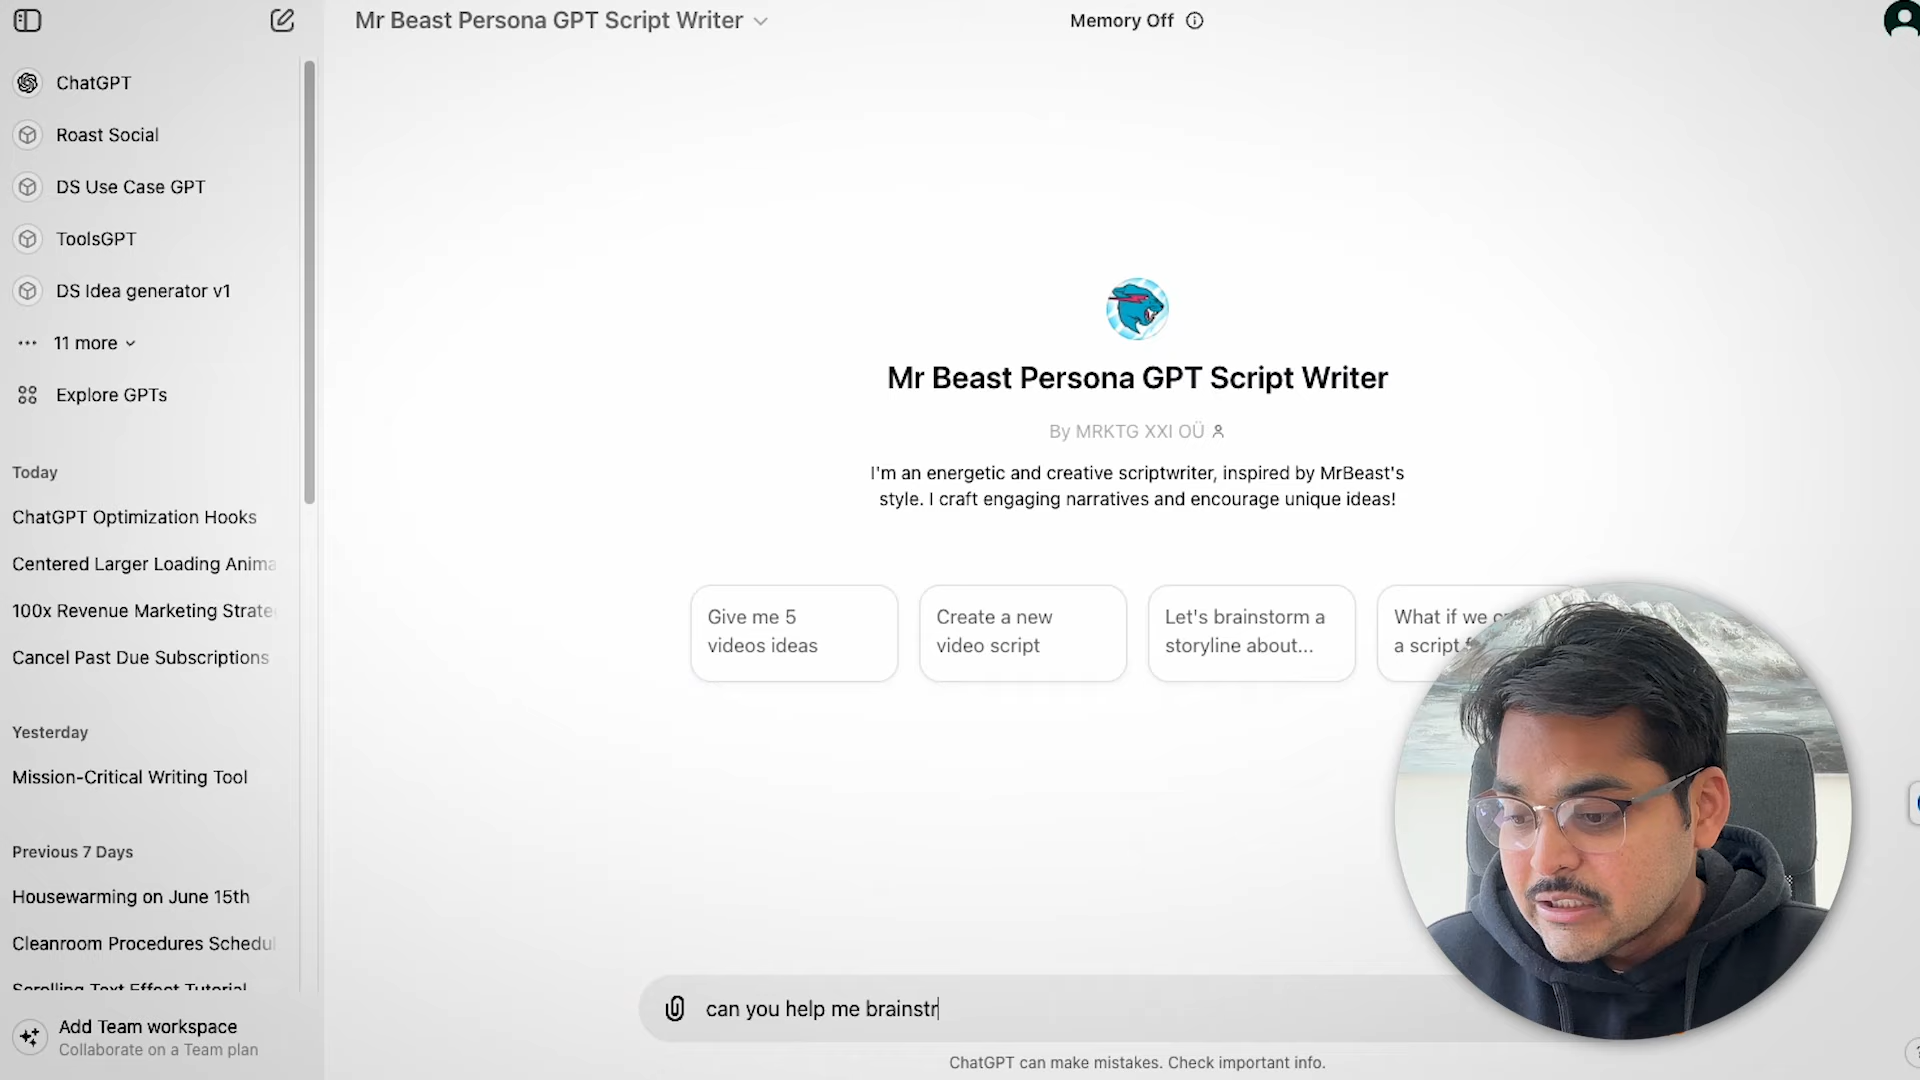 Mr Beast Persona GPT Script Writer
Memory Off
ChatGPT
Roast Social
DS Use Case GPT
ToolsGPT
DS Idea generator v1
11 more
Explore GPTs
Today
ChatGPT Optimization Hooks
Centered Larger Loading Anima
100x Revenue Marketing Strate
Cancel Past Due Subscriptions
Yesterday
Mission-Critical Writing Tool
Previous 7 Days
Housewarming on June 15th
Cleanroom Procedures Schedul
Scrolling Text Effect Tutorial
Add Team workspace
Collaborate on a Team plan
Mr Beast Persona GPT Script Writer
By MRKTG XXI OÜ
I'm an energetic and creative scriptwriter, inspired by MrBeast's
style. I craft engaging narratives and encourage unique ideas!
Give me 5
videos ideas
Create a new
video script
Let's brainstorm a
storyline about...
What if we
a script
can you help me brainstr
ChatGPT can make mistakes. Check important info.